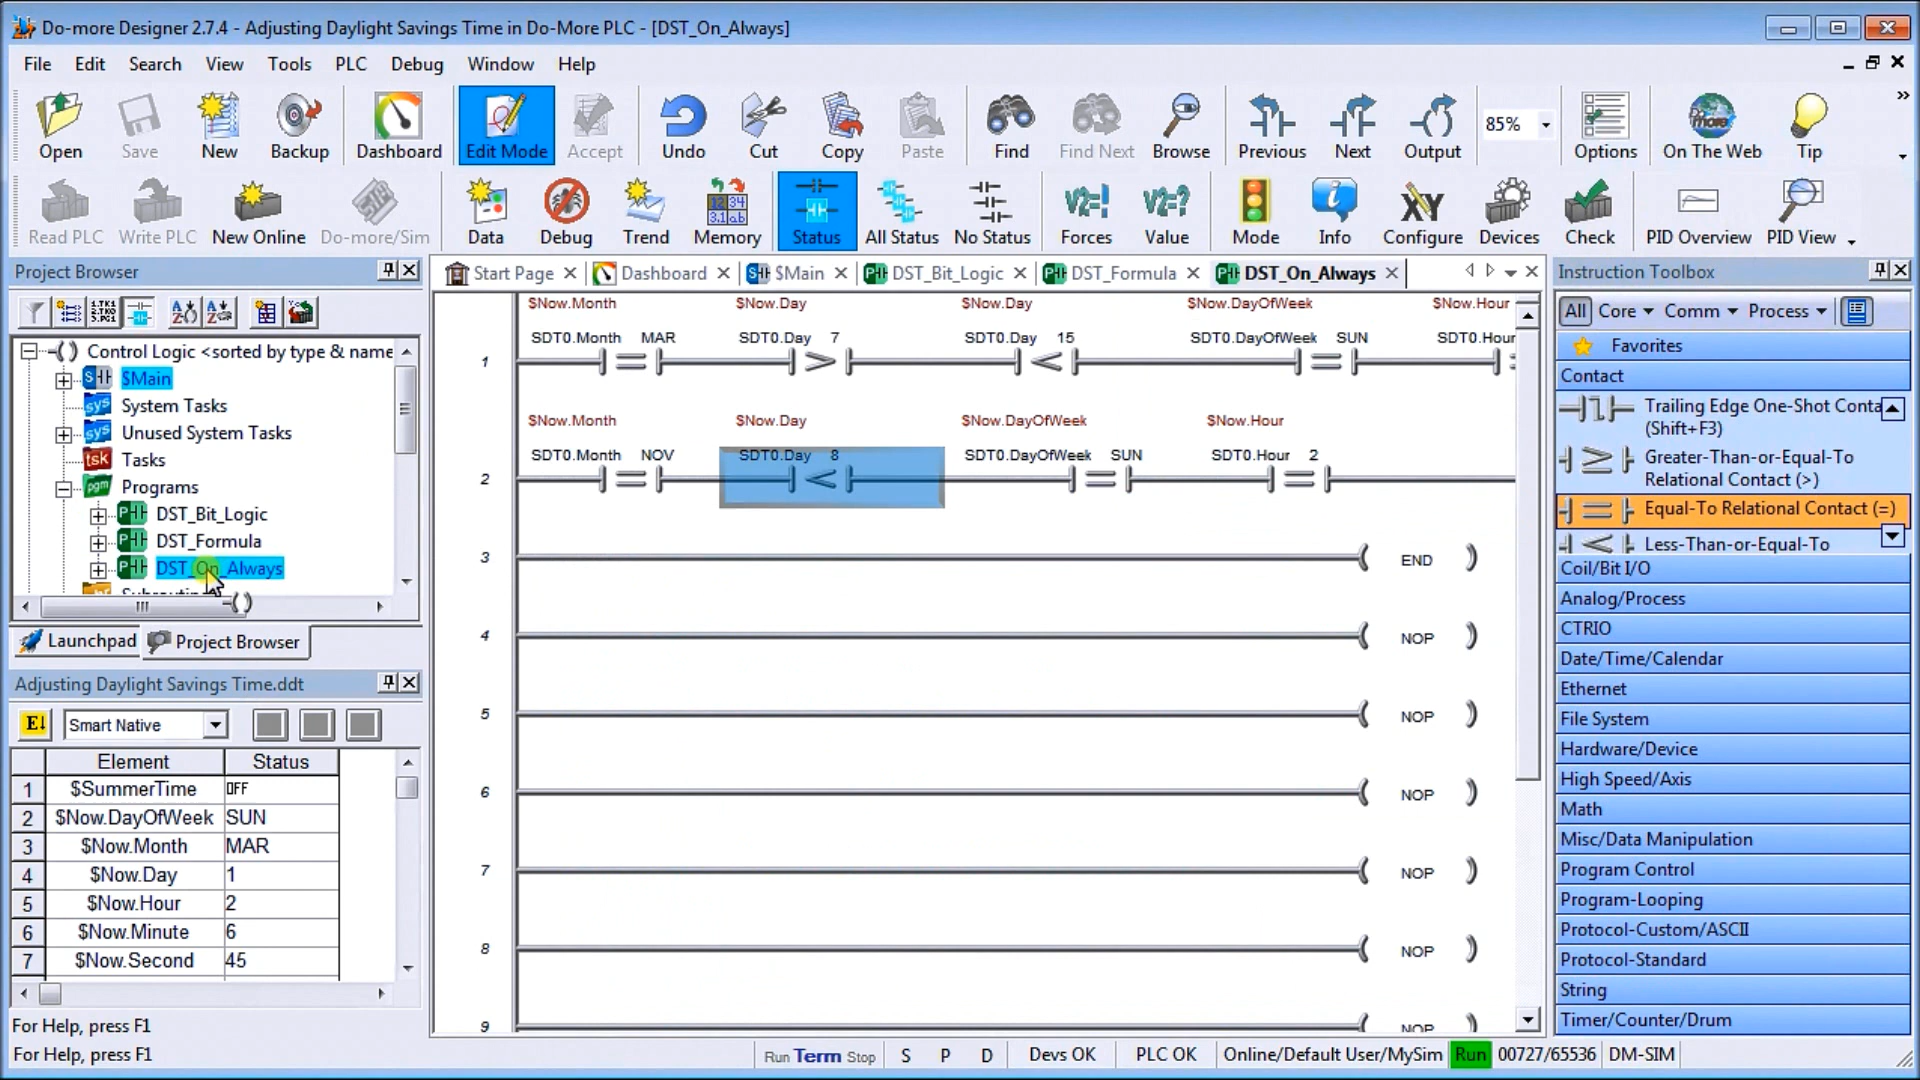 Do-more Designer 2.7.4 - Adjusting Daylight Savings Time in Do-More PLC - [DST_On_Always]
File Edit Search View Tools PLC Debug Window Help
Open Save New Backup Dashboard Edit Mode Accept Undo Cut Copy Paste Find Find Next Browse Previous Next Output 85% Options On The Web Tip
Read PLC Write PLC New Online Do-more/Sim Data Debug Trend Memory Status All Status No Status Forces Value Mode Info Configure Devices Check PID Overview PID View
Project Browser
Control Logic <sorted by type & name
$Main
System Tasks
Unused System Tasks
Tasks
Programs
DST_Bit_Logic
DST_Formula
DST_On_Always
Launchpad Project Browser
Adjusting Daylight Savings Time.ddt
Smart Native
Element Status
1 $SummerTime OFF
2 $Now.DayOfWeek SUN
3 $Now.Month MAR
4 $Now.Day 1
5 $Now.Hour 2
6 $Now.Minute 6
7 $Now.Second 45
Start Page Dashboard $Main DST_Bit_Logic DST_Formula DST_On_Always
$Now.Month $Now.Day $Now.Day $Now.DayOfWeek $Now.Hour
SDT0.Month MAR SDT0.Day 7 SDT0.Day 15 SDT0.DayOfWeek SUN SDT0.Hour
1
$Now.Month $Now.Day $Now.DayOfWeek $Now.Hour
SDT0.Month NOV SDT0.Day 8 SDT0.DayOfWeek SUN SDT0.Hour 2
2
3 END
4 NOP
5 NOP
6 NOP
7 NOP
8 NOP
9 NOP
Instruction Toolbox
All Core Comm Process
Favorites
Contact
Trailing Edge One-Shot Conta
(Shift+F3)
Greater-Than-or-Equal-To
Relational Contact (>)
Equal-To Relational Contact (=)
Less-Than-or-Equal-To
Coil/Bit I/O
Analog/Process
CTRIO
Date/Time/Calendar
Ethernet
File System
Hardware/Device
High Speed/Axis
Math
Misc/Data Manipulation
Program Control
Program-Looping
Protocol-Custom/ASCII
Protocol-Standard
String
Timer/Counter/Drum
For Help, press F1
For Help, press F1
Run Term Stop S P D Devs OK PLC OK Online/Default User/MySim Run 00727/65536 DM-SIM